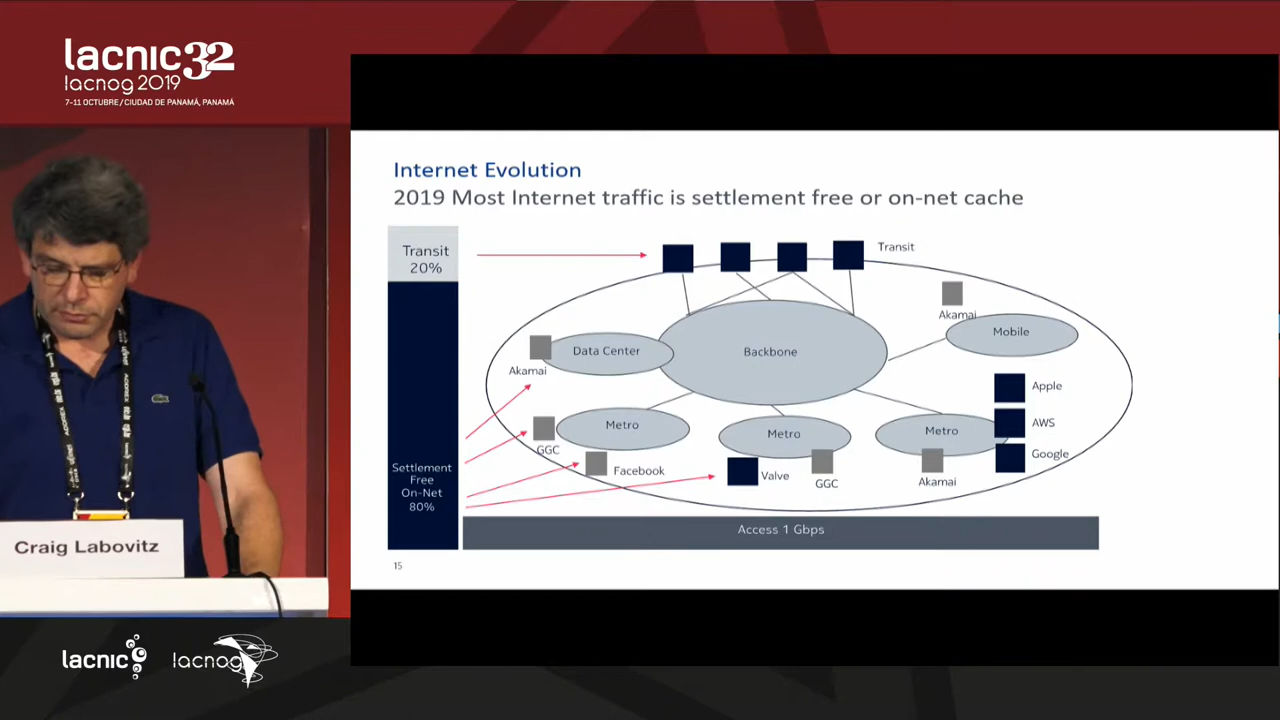 lacnic32
lacnog 2019
7-11 OCTUBRE / CIUDAD DE PANAMÁ, PANAMÁ
Internet Evolution
2019 Most Internet traffic is settlement free or on-net cache
Transit
20%
Settlement
Free
On-Net
80%
Transit
Akamai
Mobile
Data Center
Backbone
Akamai
Apple
AWS
Google
Metro
Metro
Metro
GGC
Facebook
Valve
GGC
Akamai
Access 1 Gbps
15
Craig Labovitz
lacnic
lacnog